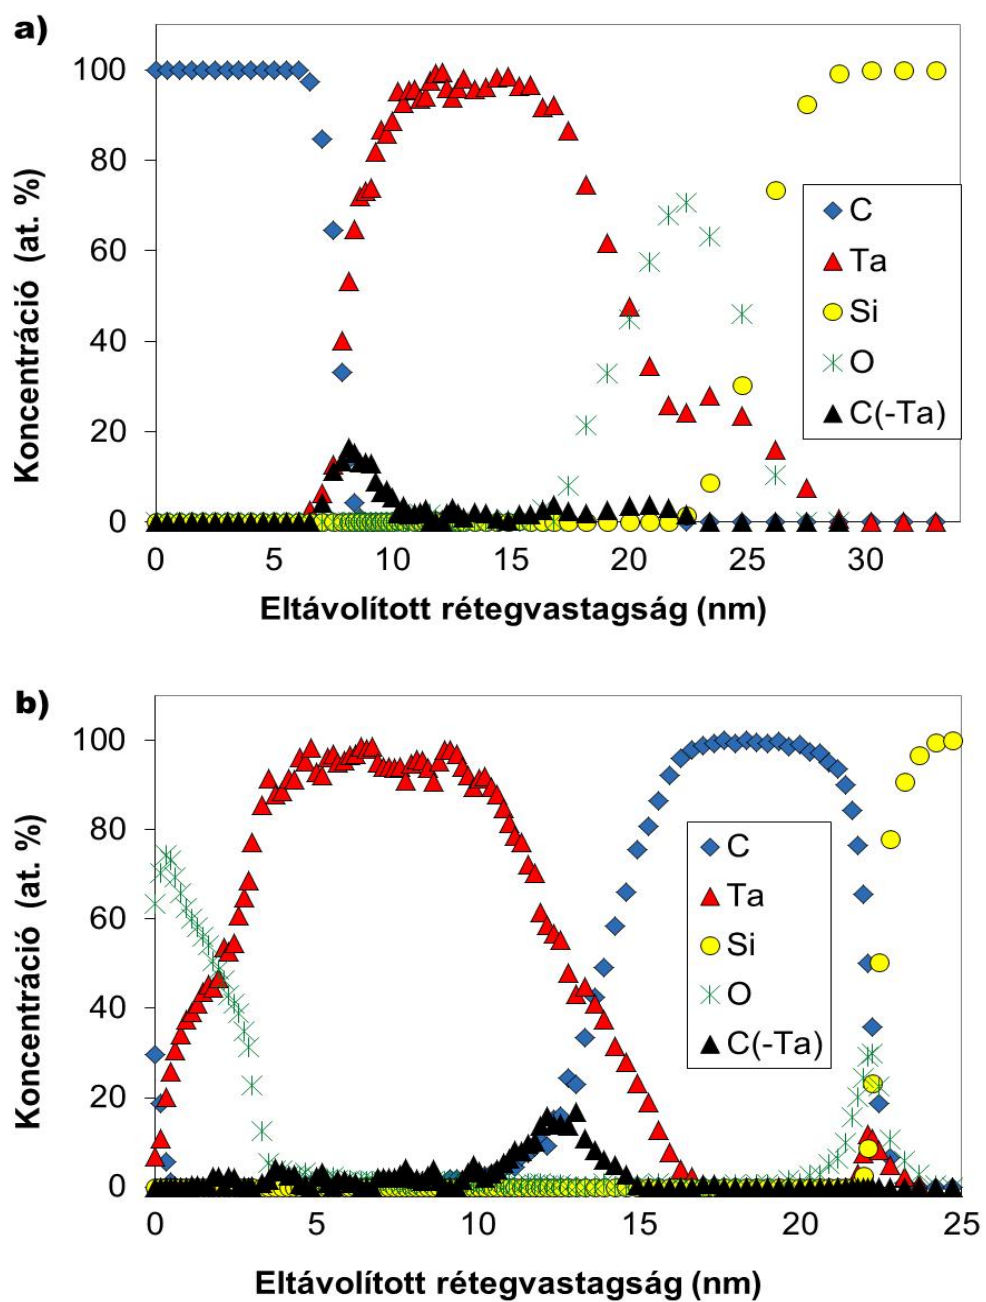 a)
100
80
60
40
20
0
Koncentráció (at. %)
C
Ta
Si
O
C(-Ta)
0 5 10 15 20 25 30
Eltávolított rétegvastagság (nm)
b)
100
80
60
40
20
0
Koncentráció (at. %)
C
Ta
Si
O
C(-Ta)
0 5 10 15 20 25
Eltávolított rétegvastagság (nm)